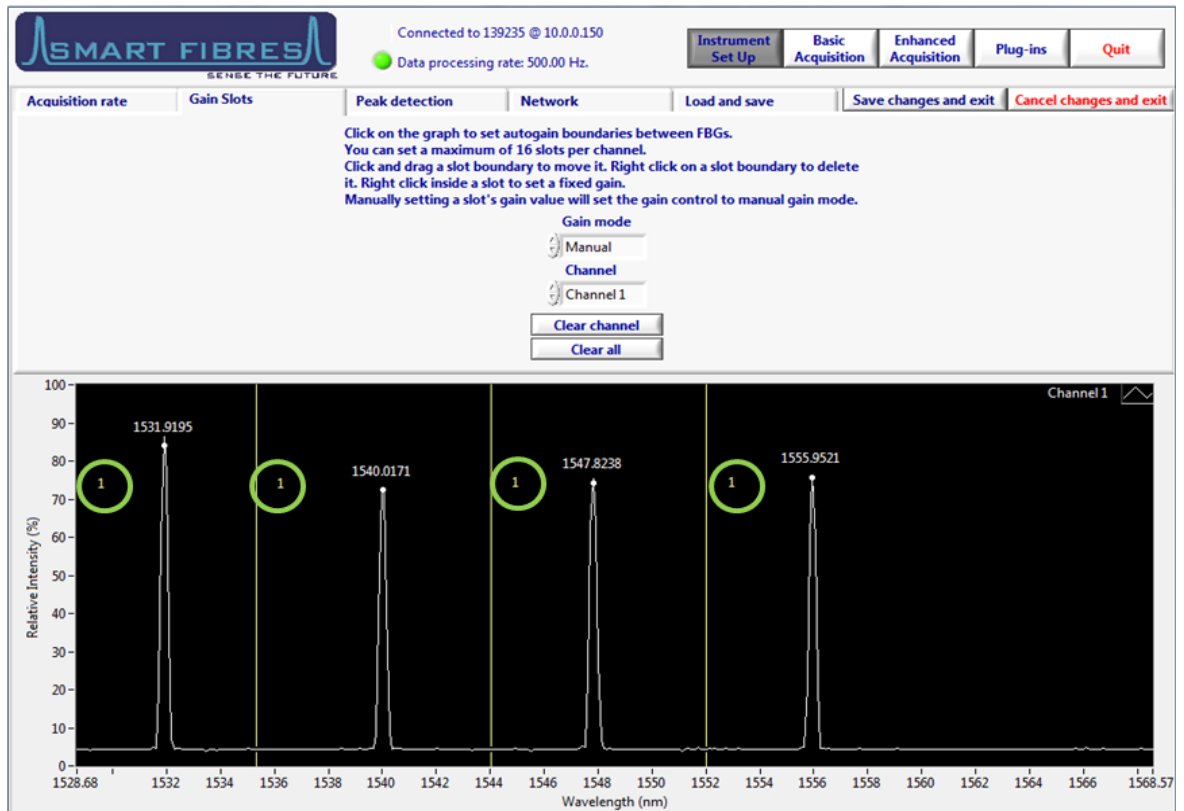 SMART FIBRES
SENSE THE FUTURE
Connected to 139235 @ 10.0.0.150
Data processing rate: 500.00 Hz.
Instrument
Set Up
Basic
Acquisition
Enhanced
Acquisition
Plug-ins
Quit
Acquisition rate
Gain Slots
Peak detection
Network
Load and save
Save changes and exit
Cancel changes and exit
Click on the graph to set autogain boundaries between FBGs.
You can set a maximum of 16 slots per channel.
Click and drag a slot boundary to move it. Right click on a slot boundary to delete
it. Right click inside a slot to set a fixed gain.
Manually setting a slot's gain value will set the gain control to manual gain mode.
Gain mode
Manual
Channel
Channel 1
Clear channel
Clear all
Channel 1
100
90
80
70
60
50
40
30
20
10
0
Relative Intensity (%)
1531.9195
1540.0171
1547.8238
1555.9521
1
1
1
1
1528.68
1532
1534
1536
1538
1540
1542
1544
1546
1548
1550
1552
1554
1556
1558
1560
1562
1564
1566
1568.57
Wavelength (nm)